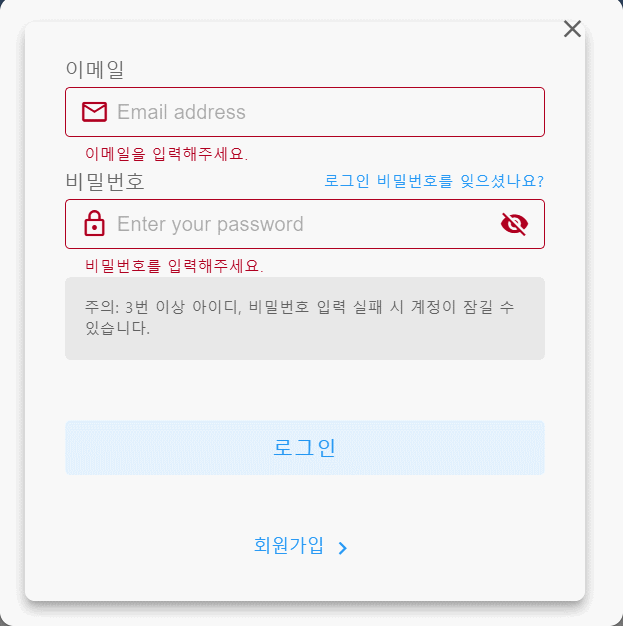 이메일
Email address
이메일을 입력해주세요.
비밀번호 로그인 비밀번호를 잊으셨나요?
Enter your password
비밀번호를 입력해주세요.
주의: 3번 이상 아이디, 비밀번호 입력 실패 시 계정이 잠길 수
있습니다.
로그인
회원가입